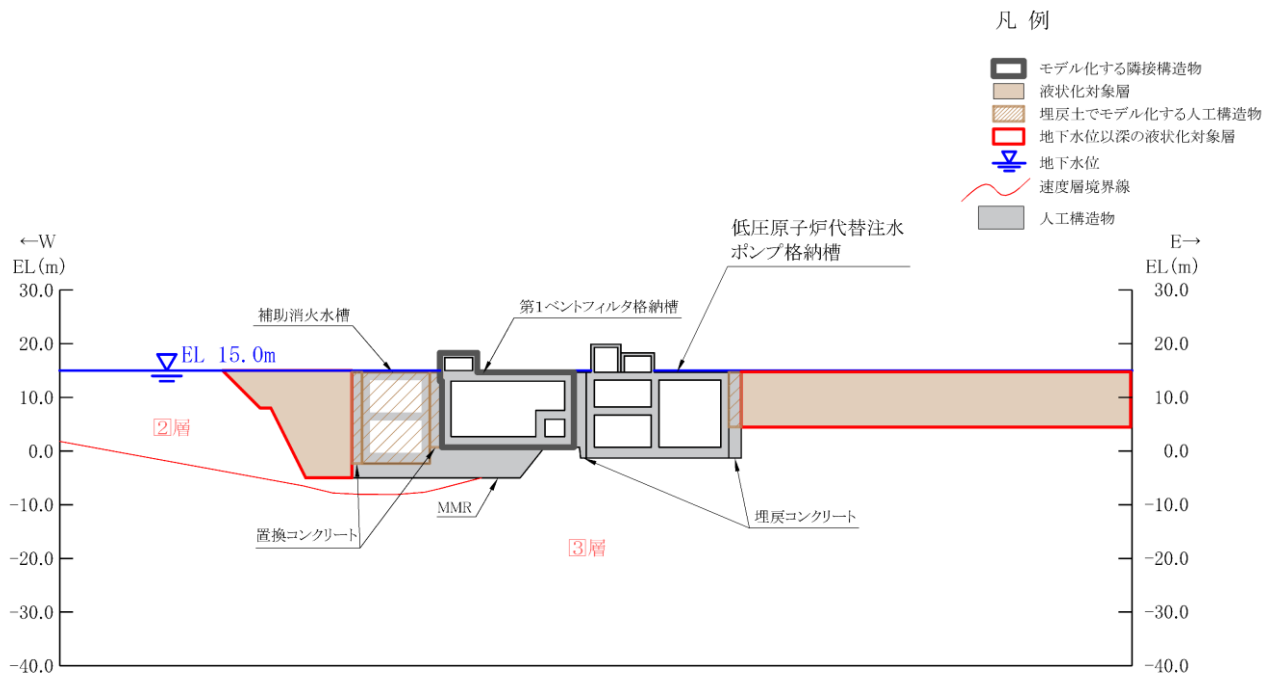 凡 例
モデル化する隣接構造物
液状化対象層
埋戻土でモデル化する人工構造物
地下水位以深の液状化対象層
地下水位
速度層境界線
人工構造物
←W
EL(m)
E→
EL(m)
低圧原子炉代替注水
ポンプ格納槽
第1ベントフィルタ格納槽
補助消火水槽
EL 15.0m
30.0
20.0
10.0
0.0
-10.0
-20.0
-30.0
-40.0
30.0
20.0
10.0
0.0
-10.0
-20.0
-30.0
-40.0
②層
③層
MMR
置換コンクリート
埋戻コンクリート